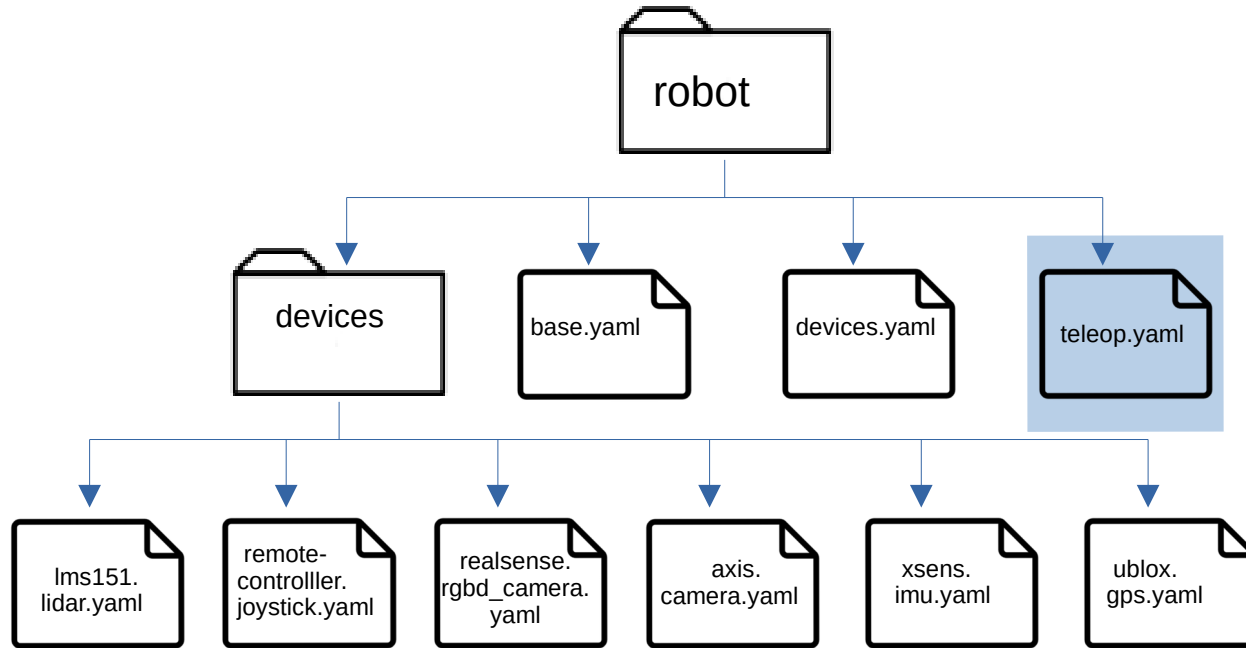 robot
devices
base.yaml
devices.yaml
teleop.yaml
lms151.
lidar.yaml
remote-
controlller.
joystick.yaml
realsense.
rgbd_camera.
yaml
axis.
camera.yaml
xsens.
imu.yaml
ublox.
gps.yaml